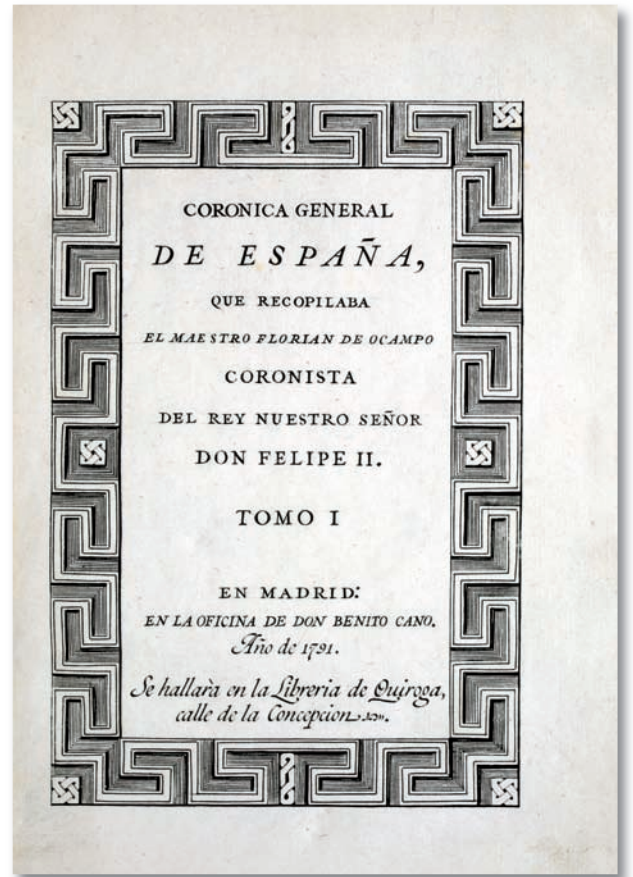 CORONICA GENERAL
DE ESPAÑA,
QUE RECOPILABA
EL MAESTRO FLORIAN DE OCAMPO
CORONISTA
DEL REY NUESTRO SEÑOR
DON FELIPE II.
TOMO I
EN MADRID:
EN LA OFICINA DE DON BENITO CANO.
Año de 1791.
Se hallarà en la Libreria de Quiroga,
calle de la Concepcion.